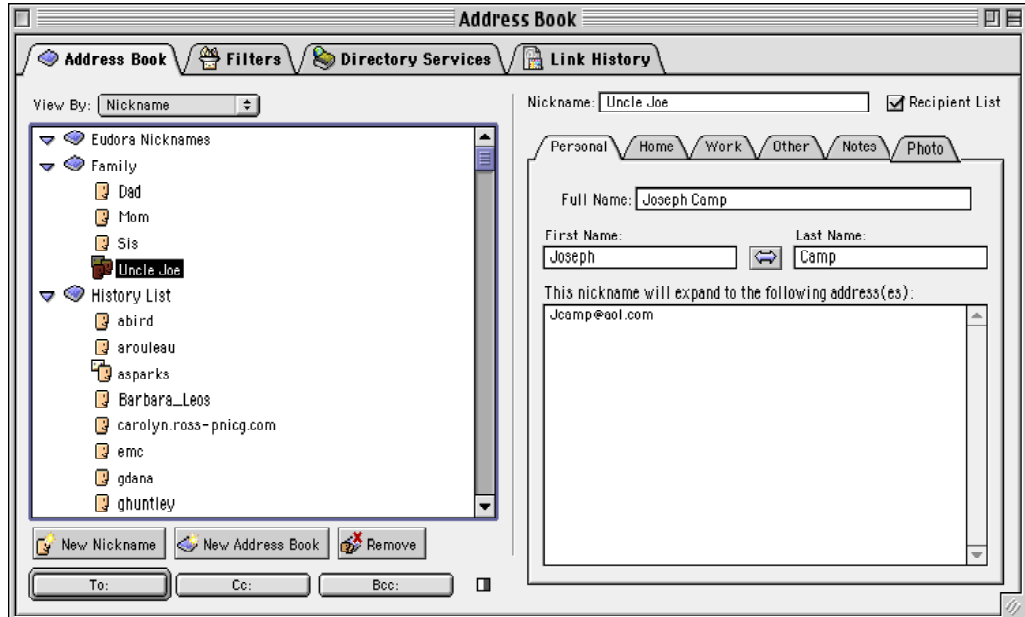 Address Book
Address Book Filters Directory Services Link History
View By: Nickname
Eudora Nicknames
Family
Dad
Mom
Sis
Uncle Joe
History List
abird
arouleau
asparks
Barbara_Leos
carolyn.ross-pnicg.com
emc
gdana
ghuntley
New Nickname New Address Book Remove
To: Cc: Bcc:
Nickname: Uncle Joe Recipient List
Personal Home Work Other Notes Photo
Full Name: Joseph Camp
First Name: Last Name:
Joseph Camp
This nickname will expand to the following address(es):
Jcamp@aol.com